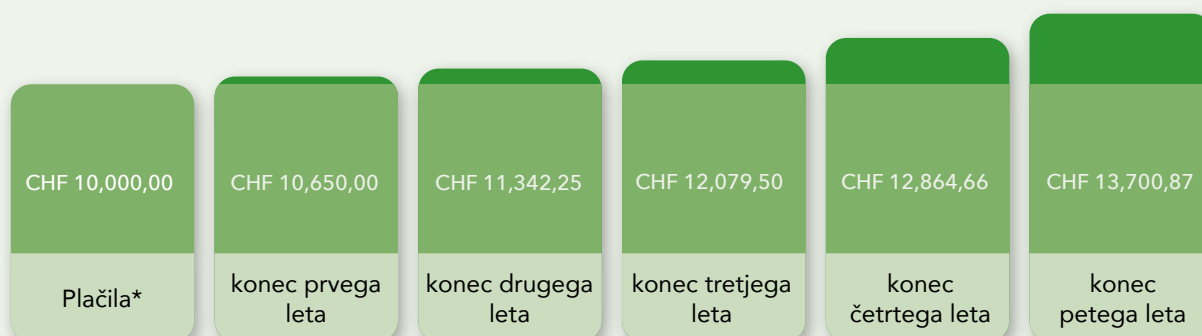 CHF 10,000,00
CHF 10,650,00
CHF 11,342,25
CHF 12,079,50
CHF 12,864,66
CHF 13,700,87
Plačila*
konec prvega
leta
konec drugega
leta
konec tretjega
leta
konec
četrtega leta
konec
petega leta